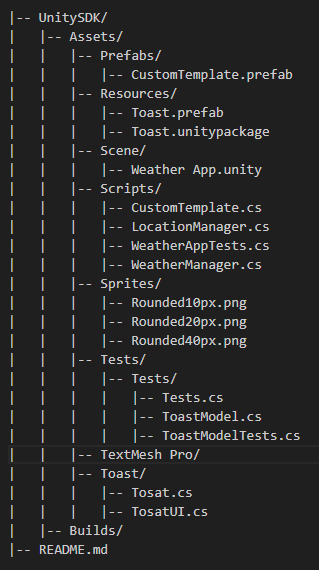 |-- UnitySDK/
|   |-- Assets/
|   |   |-- Prefabs/
|   |   |   |-- CustomTemplate.prefab
|   |   |-- Resources/
|   |   |   |-- Toast.prefab
|   |   |   |-- Toast.unitypackage
|   |   |-- Scene/
|   |   |   |-- Weather App.unity
|   |   |-- Scripts/
|   |   |   |-- CustomTemplate.cs
|   |   |   |-- LocationManager.cs
|   |   |   |-- WeatherAppTests.cs
|   |   |   |-- WeatherManager.cs
|   |   |-- Sprites/
|   |   |   |-- Rounded10px.png
|   |   |   |-- Rounded20px.png
|   |   |   |-- Rounded40px.png
|   |   |-- Tests/
|   |   |   |-- Tests/
|   |   |   |   |-- Tests.cs
|   |   |   |   |-- ToastModel.cs
|   |   |   |   |-- ToastModelTests.cs
|   |   |-- TextMesh Pro/
|   |   |-- Toast/
|   |   |   |-- Tosat.cs
|   |   |   |-- TosatUI.cs
|   |-- Builds/
|-- README.md